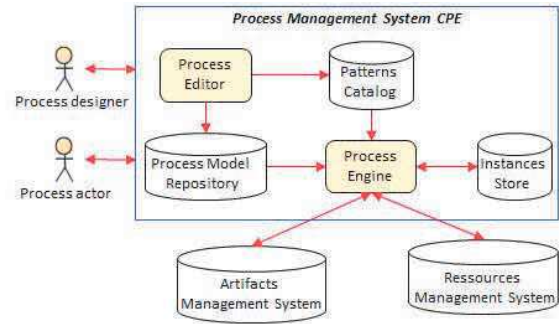 Process Management System CPE
Process
Editor
Patterns
Catalog
Process designer
Process Model
Repository
Process
Engine
Instances
Store
Process actor
Artifacts
Management System
Ressources
Management System